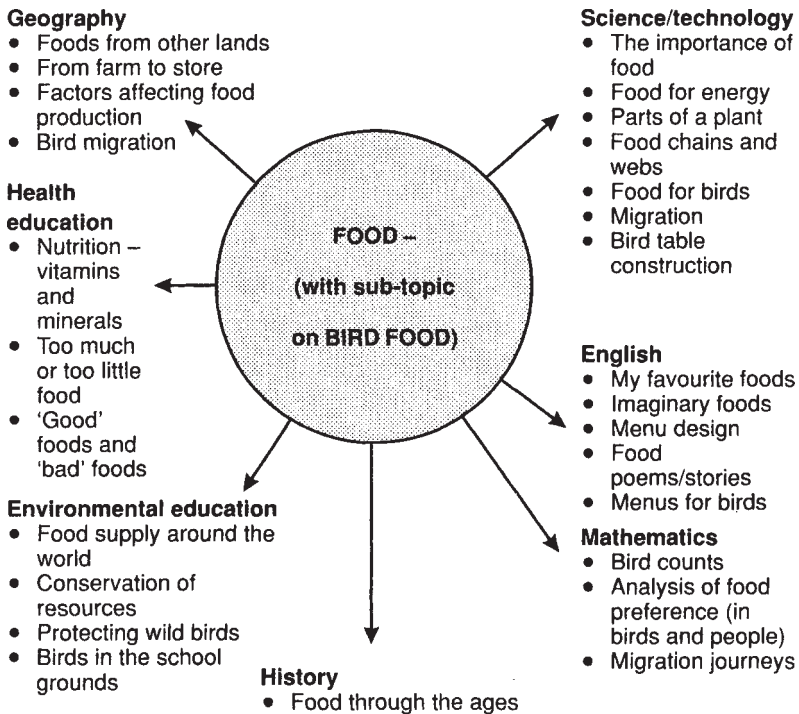 Geography
• Foods from other lands
• From farm to store
• Factors affecting food
production
• Bird migration
Health
education
• Nutrition –
vitamins
and
minerals
• Too much
or too little
food
• ‘Good’
foods and
‘bad’ foods
Environmental education
• Food supply around the
world
• Conservation of
resources
• Protecting wild birds
• Birds in the school
grounds
FOOD –
(with sub-topic
on BIRD FOOD)
History
• Food through the ages
Science/technology
• The importance of
food
• Food for energy
• Parts of a plant
• Food chains and
webs
• Food for birds
• Migration
• Bird table
construction
English
• My favourite foods
• Imaginary foods
• Menu design
• Food
poems/stories
• Menus for birds
Mathematics
• Bird counts
• Analysis of food
preference (in
birds and people)
• Migration journeys